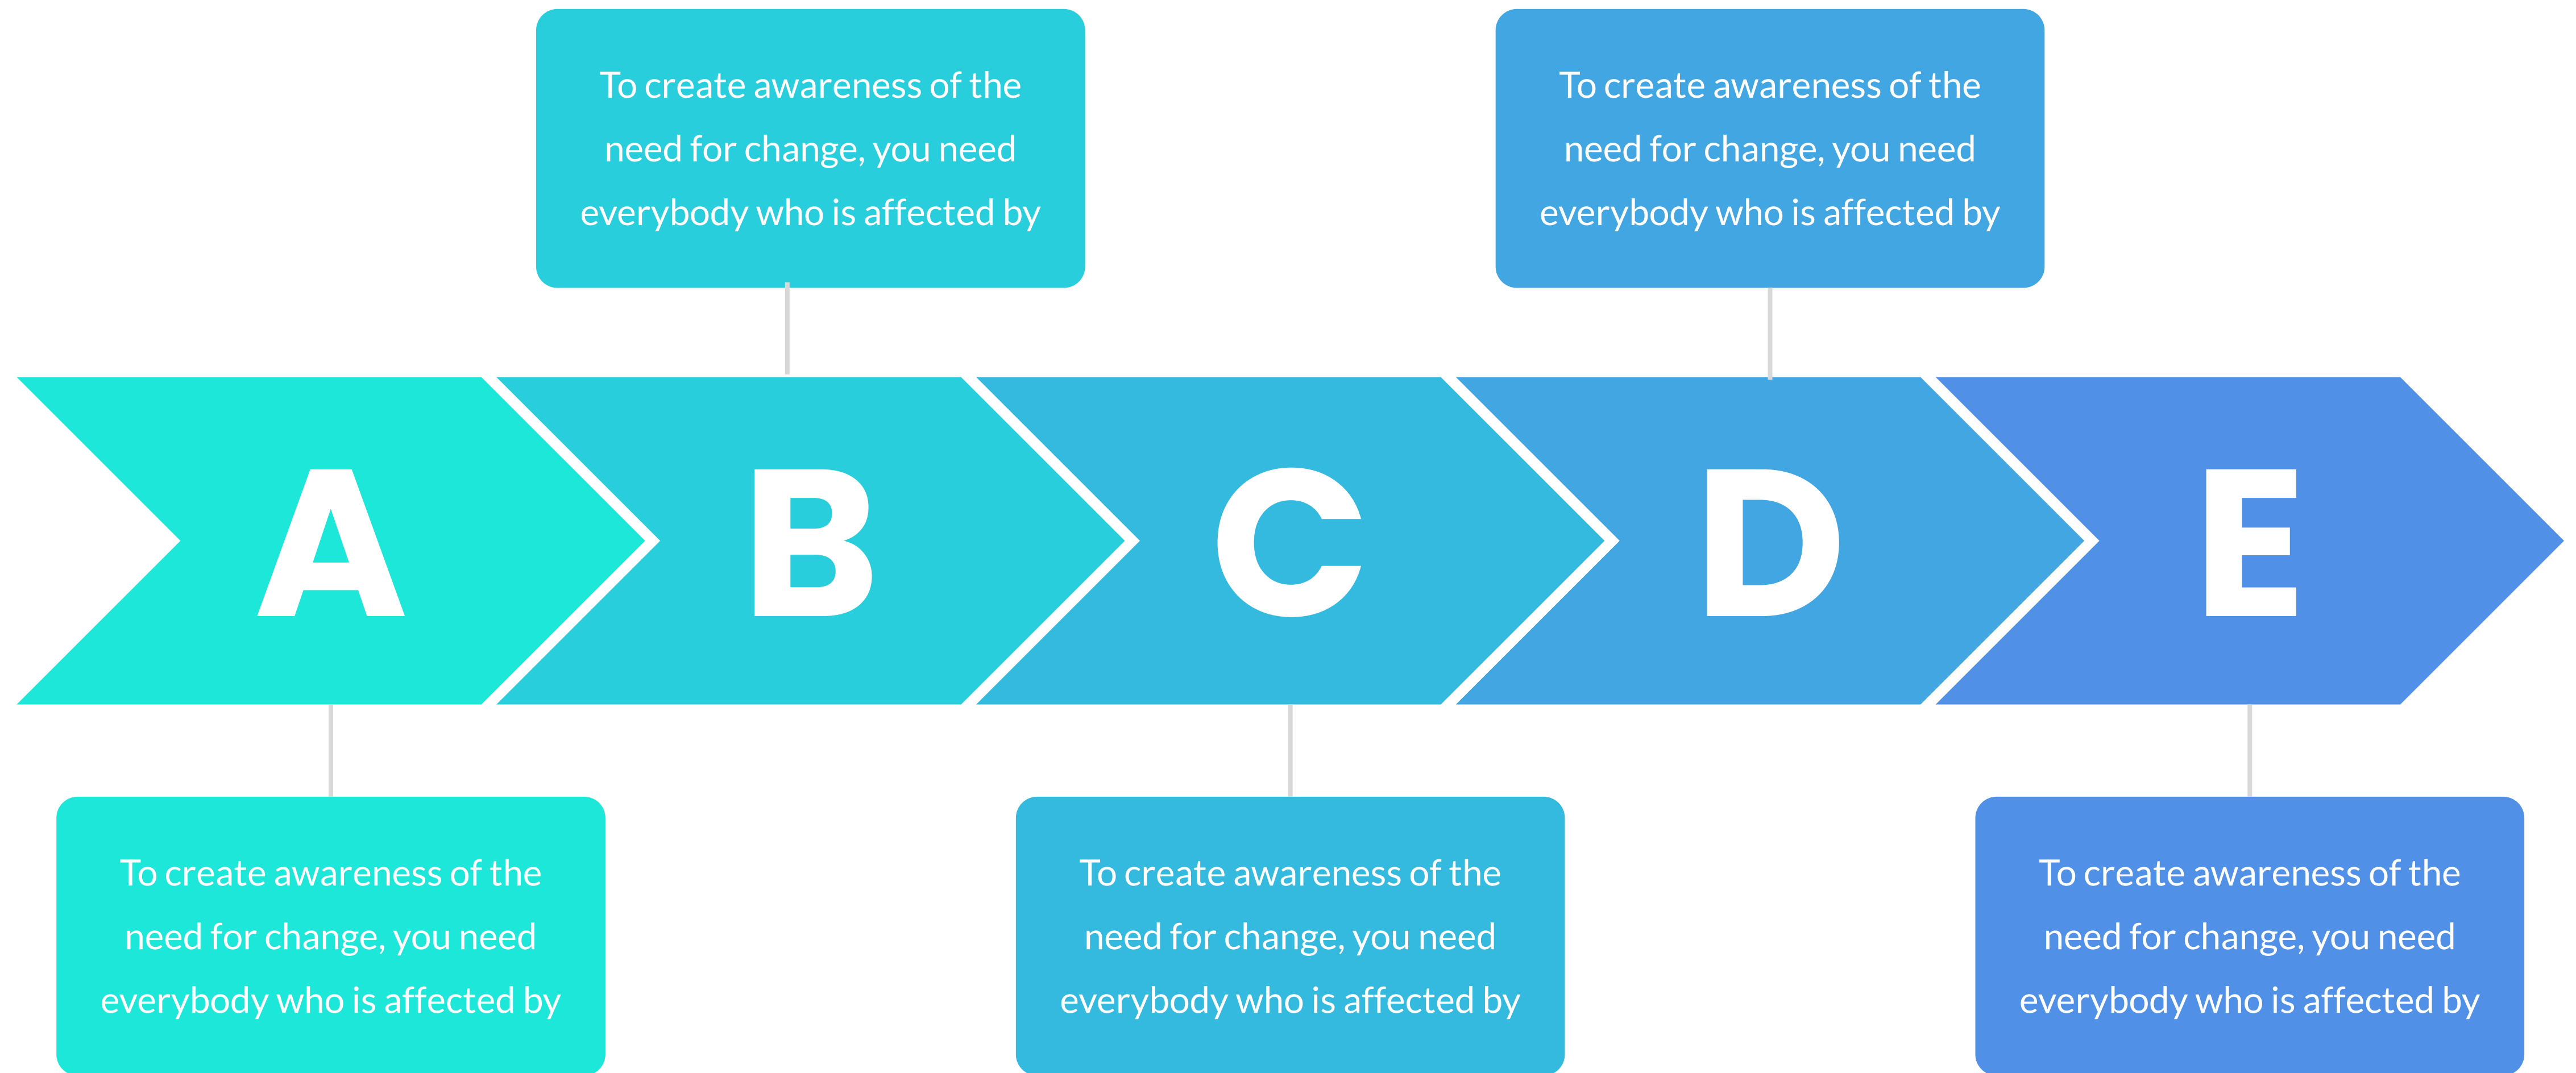 To create awareness of the
need for change, you need
everybody who is affected by
To create awareness of the
need for change, you need
everybody who is affected by
A
B
C
D
E
To create awareness of the
need for change, you need
everybody who is affected by
To create awareness of the
need for change, you need
everybody who is affected by
To create awareness of the
need for change, you need
everybody who is affected by